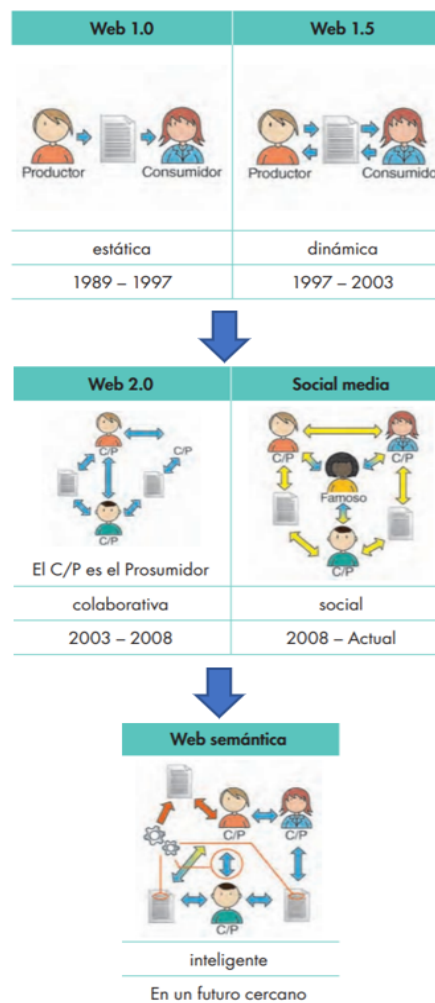 Web 1.0
Web 1.5
Productor
Consumidor
Productor
Consumido
estática
dinámica
1989 – 1997
1997 – 2003
Web 2.0
Social media
C/P
C/P
C/P
El C/P es el Prosumidor
C/P
C/P
Famoso
C/P
colaborativa
social
2003 – 2008
2008 – Actual
Web semántica
C/P
C/P
C/P
inteligente
En un futuro cercano